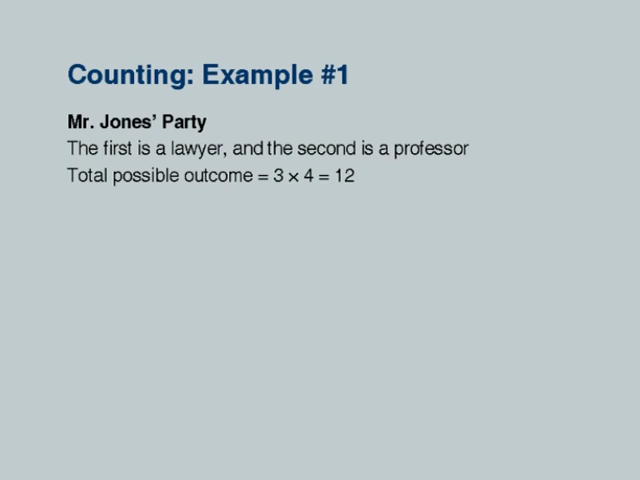 Counting: Example #1
Mr. Jones’ Party
The first is a lawyer, and the second is a professor
Total possible outcome = 3 × 4 = 12